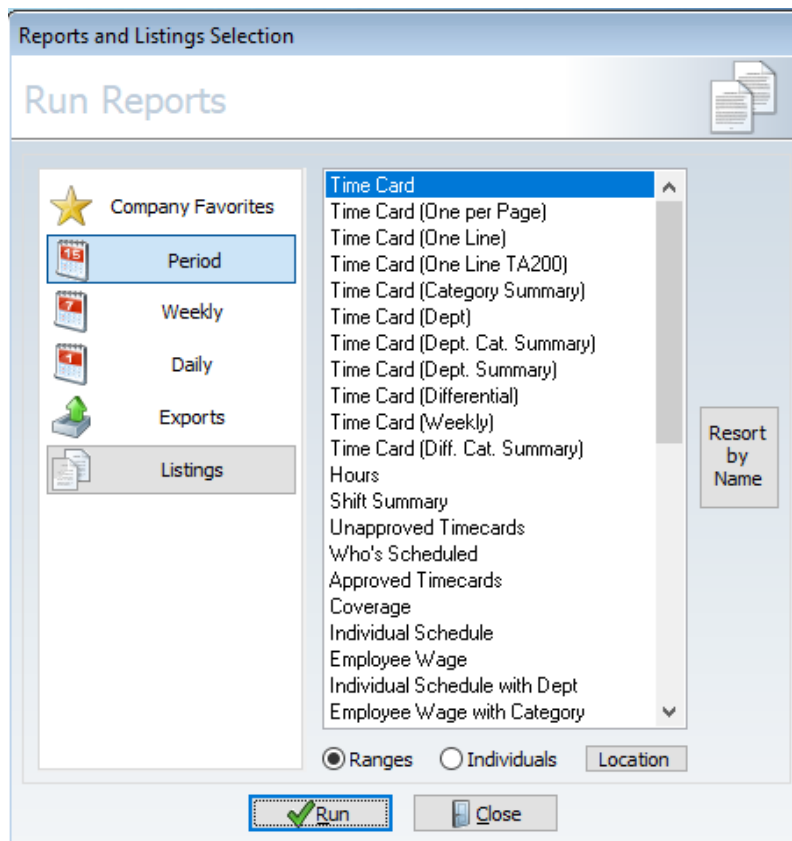 Reports and Listings Selection
Run Reports
Company Favorites
15
Period
7
Weekly
1
Daily
Exports
Listings
Time Card
Time Card (One per Page)
Time Card (One Line)
Time Card (One Line TA200)
Time Card (Category Summary)
Time Card (Dept)
Time Card (Dept. Cat. Summary)
Time Card (Dept. Summary)
Time Card (Differential)
Time Card (Weekly)
Time Card (Diff. Cat. Summary)
Hours
Shift Summary
Unapproved Timecards
Who's Scheduled
Approved Timecards
Coverage
Individual Schedule
Employee Wage
Individual Schedule with Dept
Employee Wage with Category
Resort
by
Name
Ranges Individuals Location
Run Close